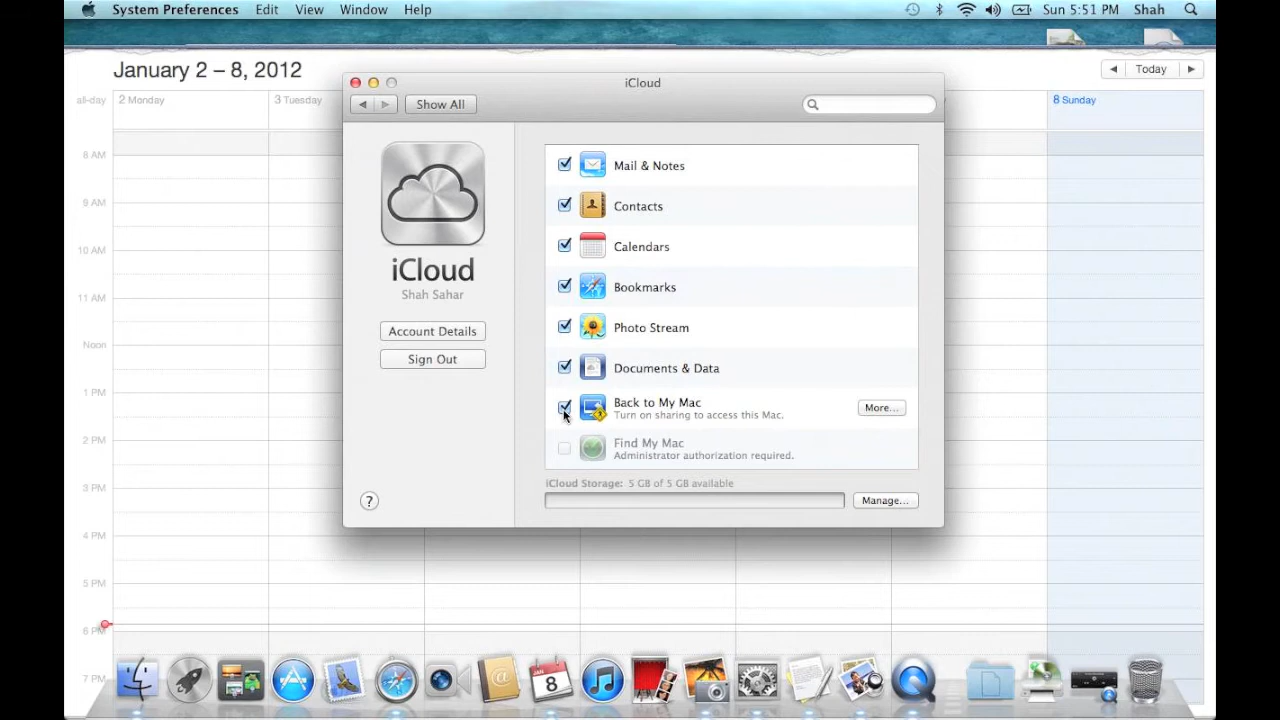 System Preferences Edit View Window Help Sun 5:51 PM Shah
January 2 – 8, 2012
Today
all-day 2 Monday 3 Tuesday 8 Sunday
8 AM
9 AM
10 AM
11 AM
Noon
1 PM
2 PM
3 PM
4 PM
5 PM
6 PM
7 PM
iCloud
Show All
iCloud
Shah Sahar
Account Details
Sign Out
?
Mail & Notes
Contacts
Calendars
Bookmarks
Photo Stream
Documents & Data
Back to My Mac
Turn on sharing to access this Mac.
More...
Find My Mac
Administrator authorization required.
iCloud Storage: 5 GB of 5 GB available
Manage...
JAN
8